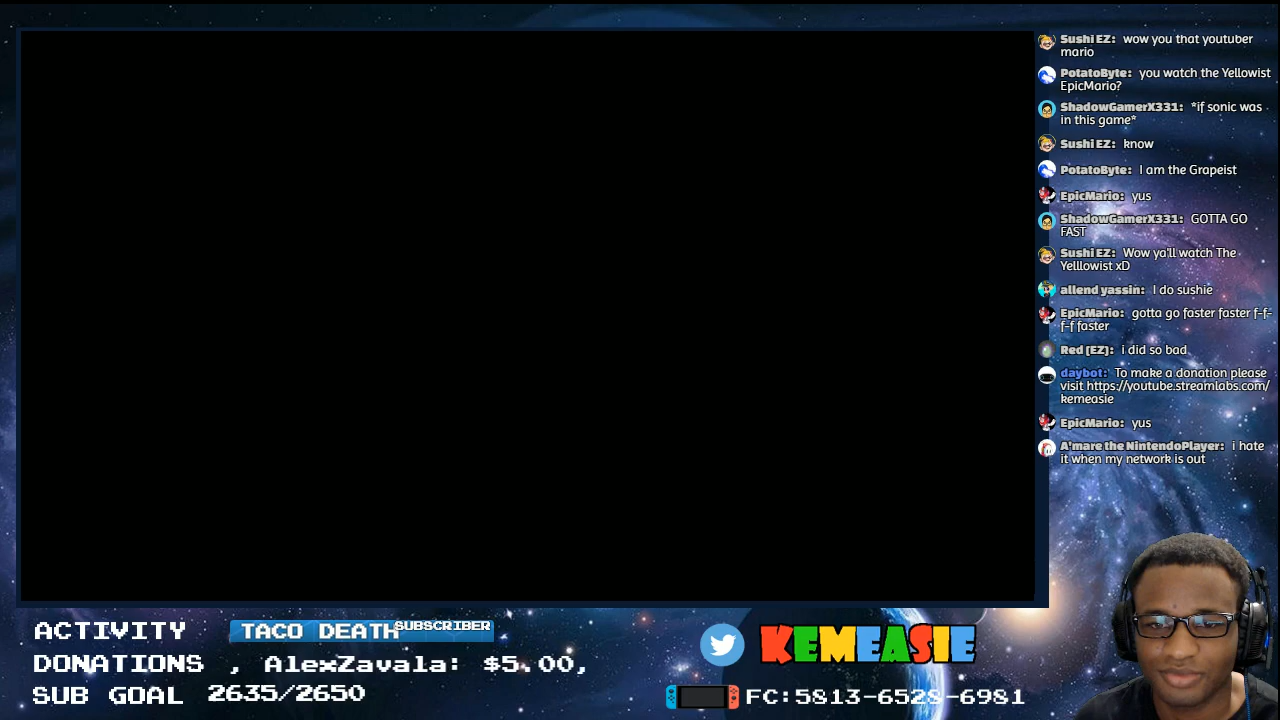 Sushi EZ: wow you that youtuber
mario
PotatoByte: you watch the Yellowist
EpicMario?
ShadowGamerX331: *if sonic was
in this game*
Sushi EZ: know
PotatoByte: I am the Grapeist
EpicMario: yus
ShadowGamerX331: GOTTA GO
FAST
Sushi EZ: Wow ya'll watch The
Yelllowist xD
allend yassin: I do sushie
EpicMario: gotta go faster faster f-f-
f-f faster
Red [EZ]: i did so bad
daybot: To make a donation please
visit https://youtube.streamlabs.com/
kemeasie
EpicMario: yus
A'mare the NintendoPlayer: i hate
it when my network is out
ACTIVITY TACO DEATH SUBSCRIBER
DONATIONS , AlexZavala: $5.00,
SUB GOAL 2635/2650
KEMEASIE
FC:5813-6528-6981